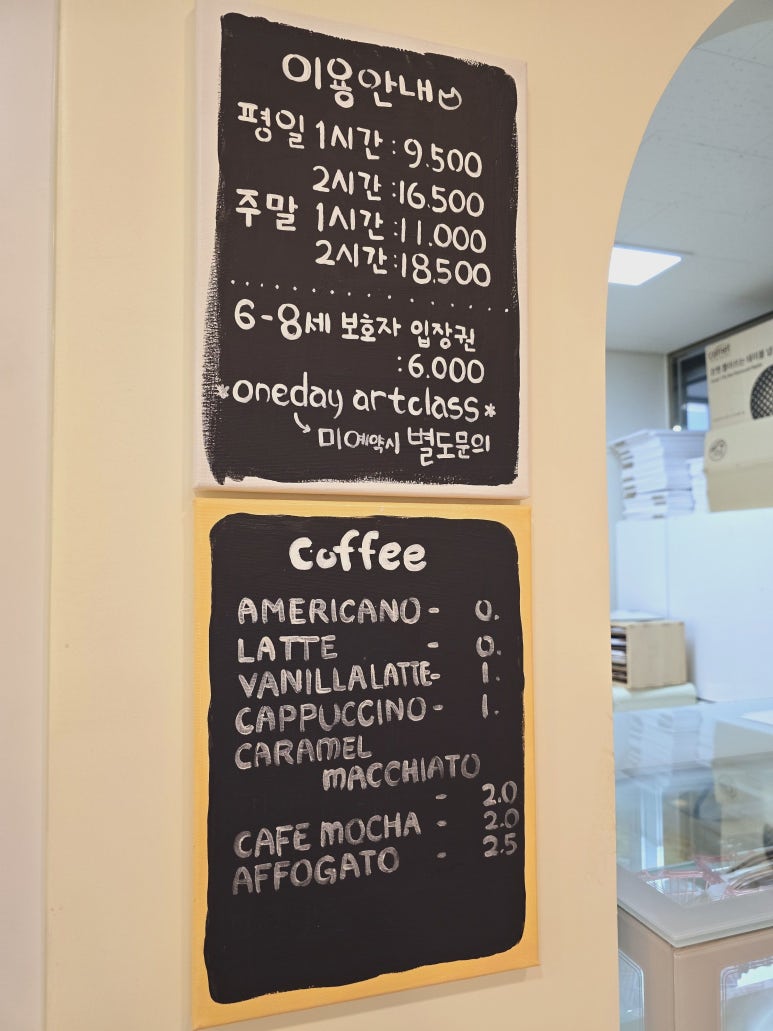 이용안내
평일 1시간 : 9.500
2시간 :16.500
주말 1시간 :11.000
2시간 :18.500
6-8세 보호자 입장권
:6.000
*oneday artclass*
미예약시 별도문의
coffee
AMERICANO - 0.
LATTE - 0.
VANILLA LATTE- 1.
CAPPUCCINO - 1.
CARAMEL
MACCHIATO
- 2.0
CAFE MOCHA - 2.0
AFFOGATO - 2.5
comet